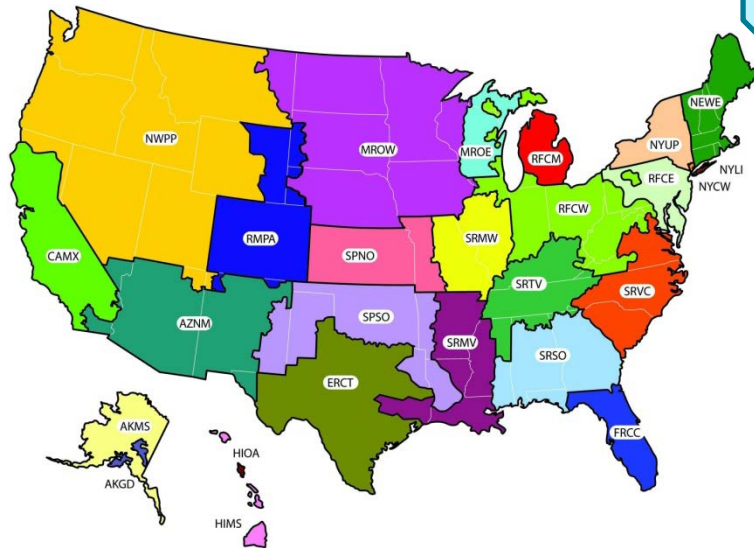 NEWE
NWPP
MROW
MROE
RFCM
NYUP
NYLI
RFCE
NYCW
RFCW
SRMW
RMPA
CAMX
SPNO
SRTV
SRVC
AZNM
SPSO
SRMV
SRSO
ERCT
AKMS
FRCC
HIOA
AKGD
HIMS